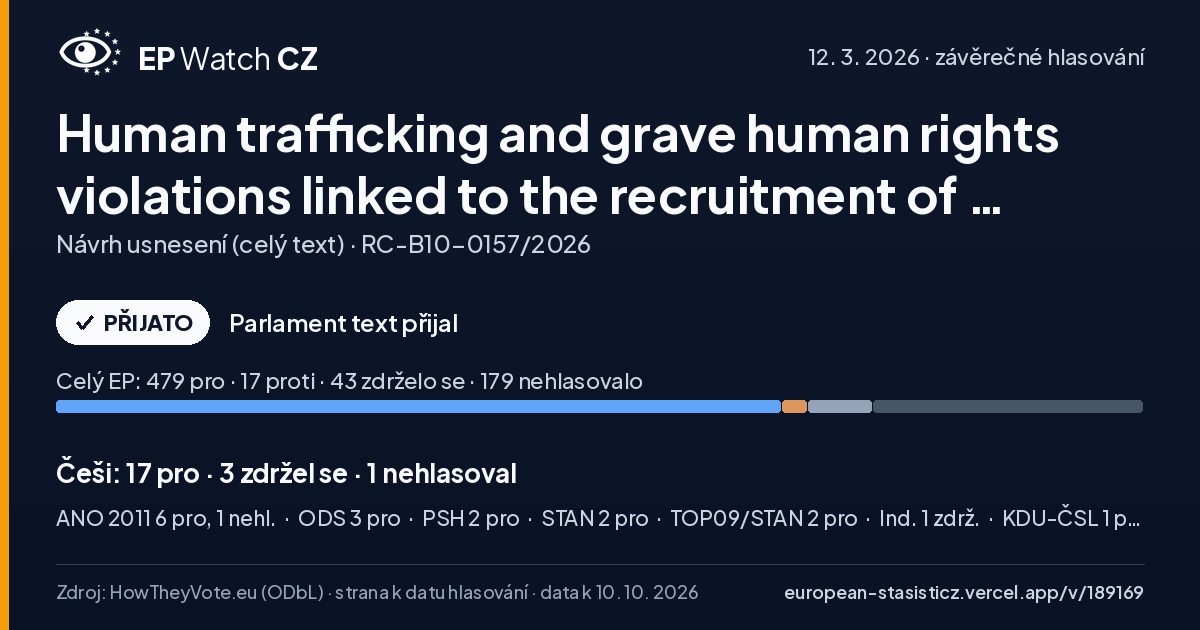 EP Watch CZ
12. 3. 2026 · závěrečné hlasování
Human trafficking and grave human rights
violations linked to the recruitment of …
Návrh usnesení (celý text) · RC-B10-0157/2026
✓ PŘIJATO
Parlament text přijal
Celý EP: 479 pro · 17 proti · 43 zdrželo se · 179 nehlasovalo
Češi: 17 pro · 3 zdržel se · 1 nehlasoval
ANO 2011 6 pro, 1 nehl. · ODS 3 pro · PSH 2 pro · STAN 2 pro · TOP09/STAN 2 pro · Ind. 1 zdrž. · KDU-ČSL 1 p…
Zdroj: HowTheyVote.eu (ODbL) · strana k datu hlasování · data k 10. 10. 2026
european-stasisticz.vercel.app/v/189169